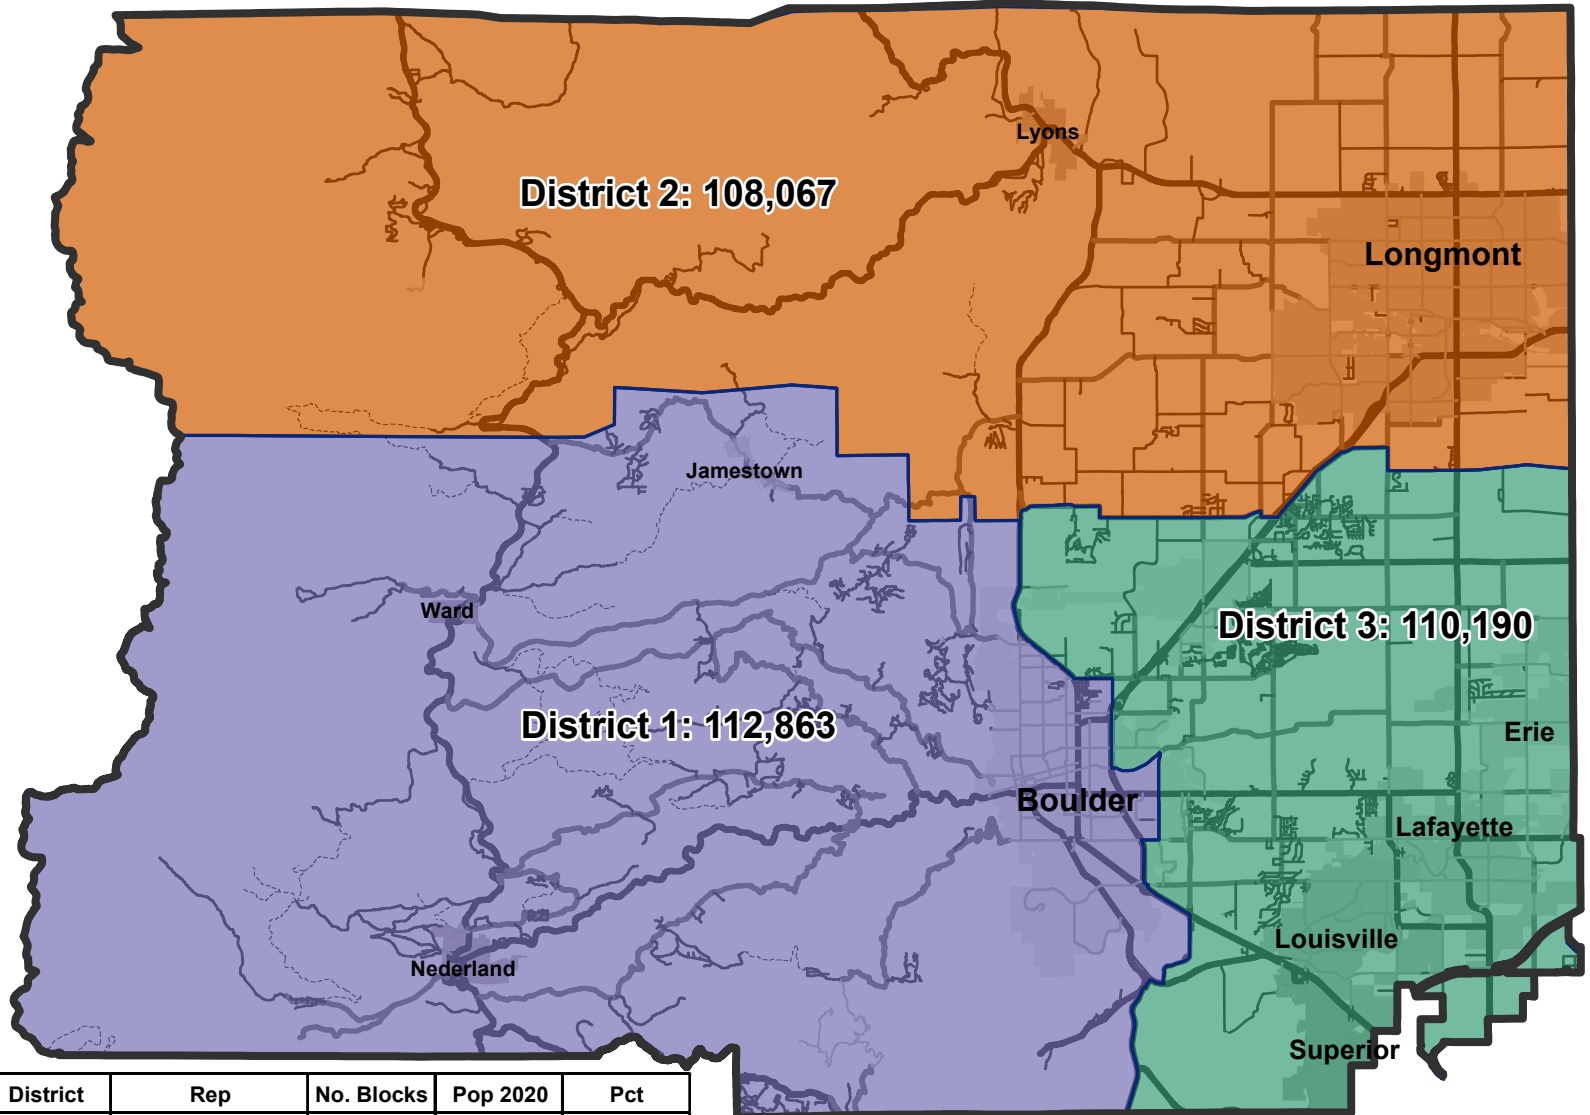 Lyons
District 2: 108,067
Longmont
Jamestown
Ward
District 3: 110,190
District 1: 112,863
Erie
Boulder
Lafayette
Louisville
Nederland
Superior
District Rep No. Blocks Pop 2020 Pct